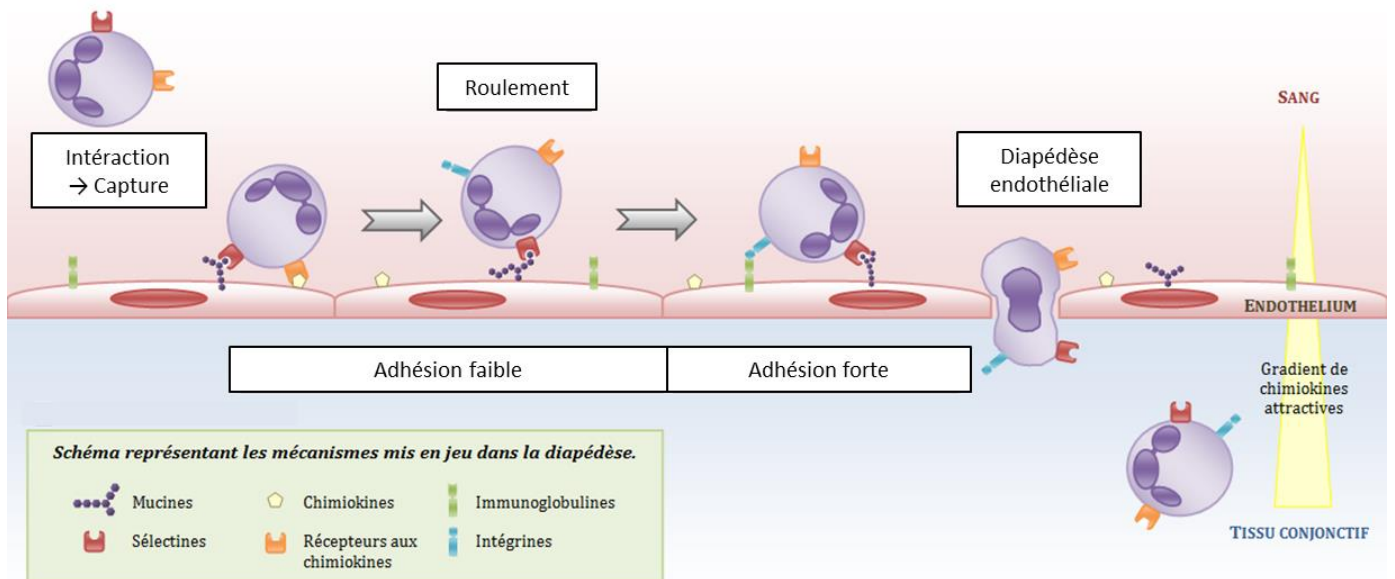 Intéraction
→ Capture
Roulement
Diapédèse
endothéliale
SANG
ENDOTHELIUM
Adhésion faible
Adhésion forte
Gradient de
chimiokines
attractives
TISSU CONJONCTIF
Schéma représentant les mécanismes mis en jeu dans la diapédèse.
Mucines
Chimiokines
Immunoglobulines
Sélectines
Récepteurs aux
chimiokines
Intégrines